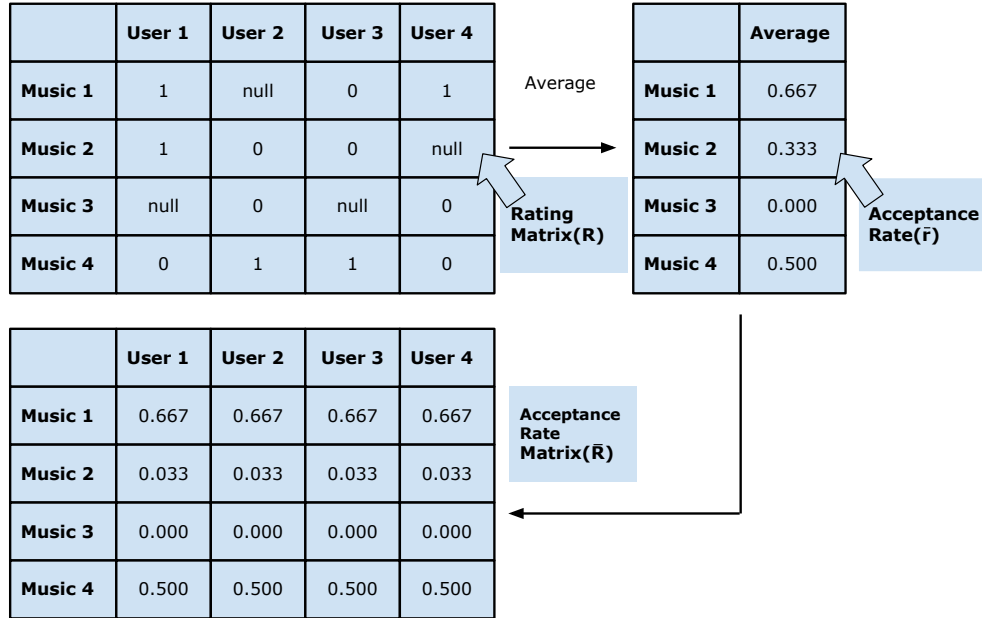 User 1 User 2 User 3 User 4
Music 1 1 null 0 1
Music 2 1 0 0 null
Music 3 null 0 null 0
Music 4 0 1 1 0
Average
Rating
Matrix(R)
Average
Music 1 0.667
Music 2 0.333
Music 3 0.000
Music 4 0.500
Acceptance
Rate(r̄)
User 1 User 2 User 3 User 4
Music 1 0.667 0.667 0.667 0.667
Music 2 0.033 0.033 0.033 0.033
Music 3 0.000 0.000 0.000 0.000
Music 4 0.500 0.500 0.500 0.500
Acceptance
Rate
Matrix(R̄)